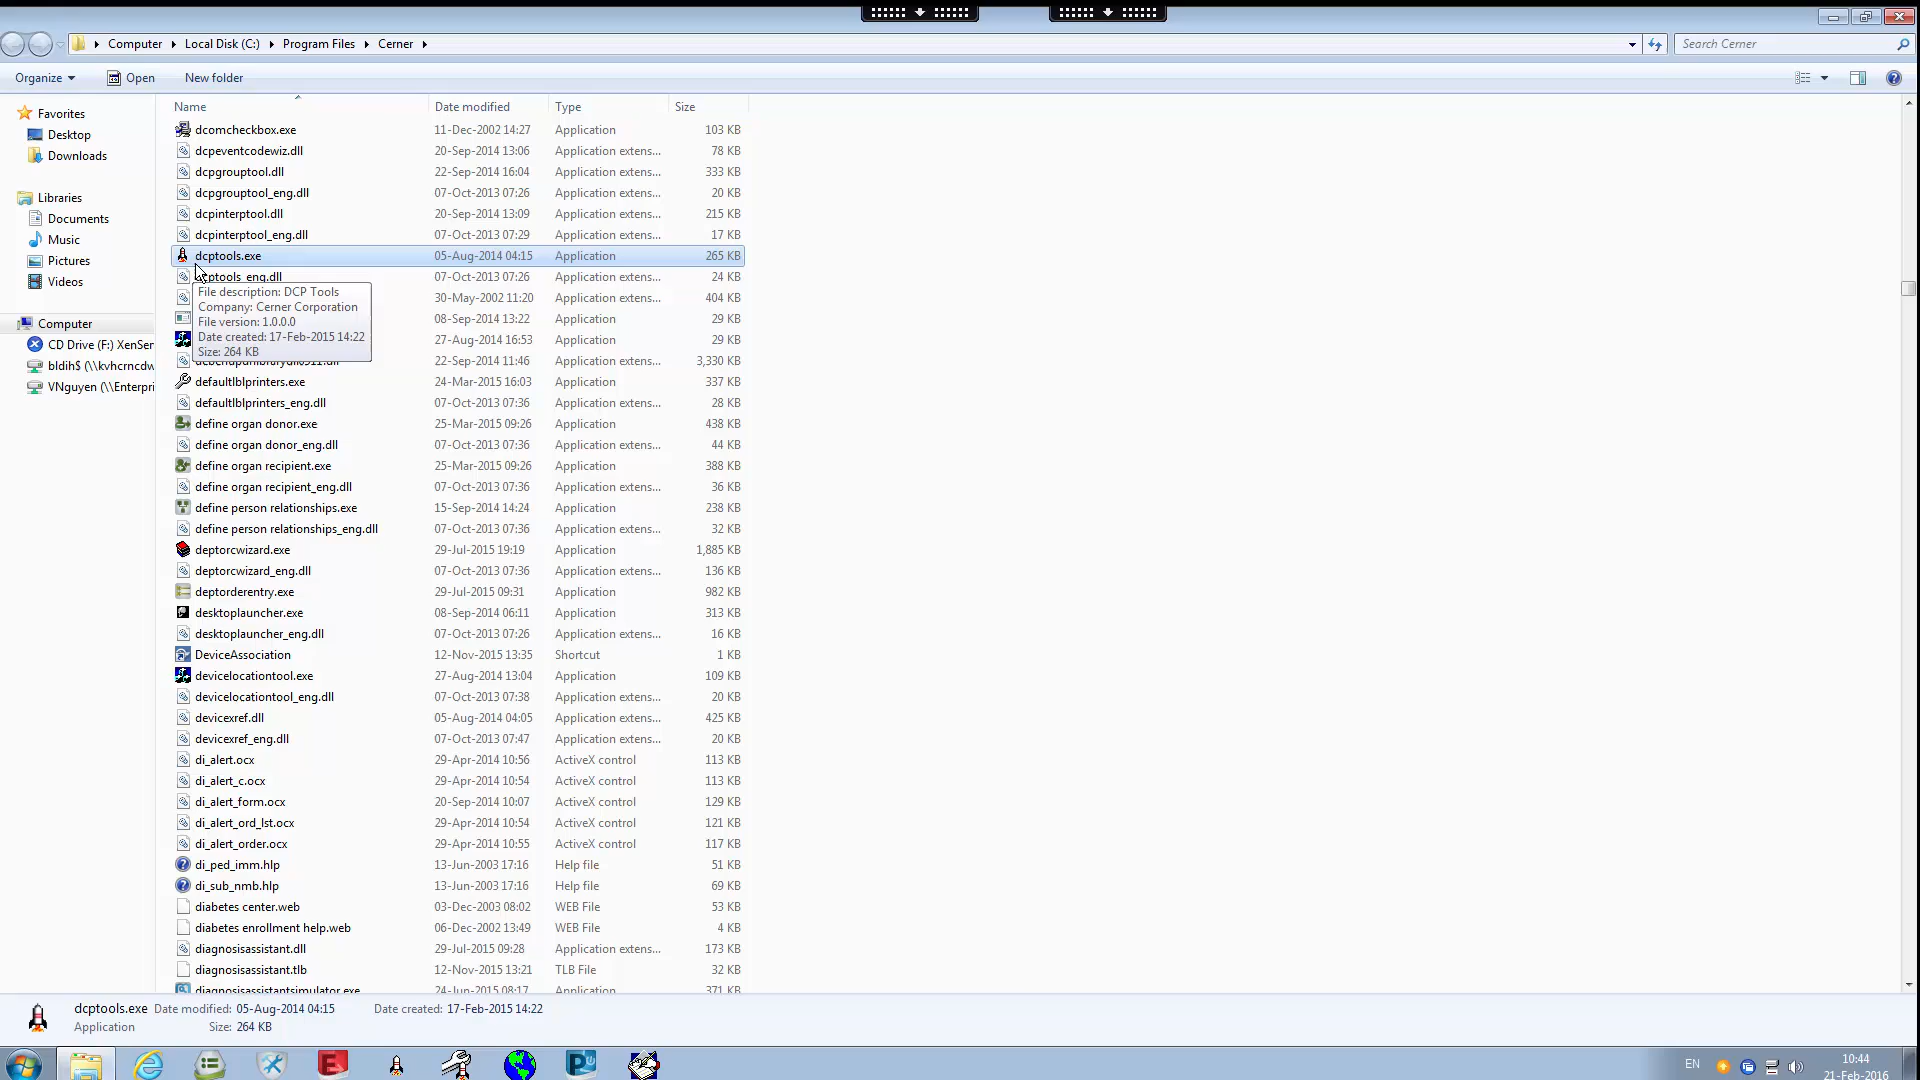 Computer Local Disk (C:) Program Files Cerner Search Cerner
Organize Open New folder
Name Date modified Type Size
Favorites
Desktop
Downloads
Libraries
Documents
Music
Pictures
Videos
Computer
CD Drive (F:) XenSer
bldih$ (\\kvhcrncdw
VNguyen (\\Enterpri
dcomcheckbox.exe 11-Dec-2002 14:27 Application 103 KB
dcpeventcodewiz.dll 20-Sep-2014 13:06 Application extens... 78 KB
dcpgrouptool.dll 22-Sep-2014 16:04 Application extens... 333 KB
dcpgrouptool_eng.dll 07-Oct-2013 07:26 Application extens... 20 KB
dcpinterptool.dll 20-Sep-2014 13:09 Application extens... 215 KB
dcpinterptool_eng.dll 07-Oct-2013 07:29 Application extens... 17 KB
dcptools.exe 05-Aug-2014 04:15 Application 265 KB
cptools_eng.dll 07-Oct-2013 07:26 Application extens... 24 KB
30-May-2002 11:20 Application extens... 404 KB
08-Sep-2014 13:22 Application 29 KB
27-Aug-2014 16:53 Application 29 KB
22-Sep-2014 11:46 Application extens... 3,330 KB
File description: DCP Tools
Company: Cerner Corporation
File version: 1.0.0.0
Date created: 17-Feb-2015 14:22
Size: 264 KB
defaultlblprinters.exe 24-Mar-2015 16:03 Application 337 KB
defaultlblprinters_eng.dll 07-Oct-2013 07:36 Application extens... 28 KB
define organ donor.exe 25-Mar-2015 09:26 Application 438 KB
define organ donor_eng.dll 07-Oct-2013 07:36 Application extens... 44 KB
define organ recipient.exe 25-Mar-2015 09:26 Application 388 KB
define organ recipient_eng.dll 07-Oct-2013 07:36 Application extens... 36 KB
define person relationships.exe 15-Sep-2014 14:24 Application 238 KB
define person relationships_eng.dll 07-Oct-2013 07:36 Application extens... 32 KB
deptorcwizard.exe 29-Jul-2015 19:19 Application 1,885 KB
deptorcwizard_eng.dll 07-Oct-2013 07:36 Application extens... 136 KB
deptorderentry.exe 29-Jul-2015 09:31 Application 982 KB
desktoplauncher.exe 08-Sep-2014 06:11 Application 313 KB
desktoplauncher_eng.dll 07-Oct-2013 07:26 Application extens... 16 KB
DeviceAssociation 12-Nov-2015 13:35 Shortcut 1 KB
devicelocationtool.exe 27-Aug-2014 13:04 Application 109 KB
devicelocationtool_eng.dll 07-Oct-2013 07:38 Application extens... 20 KB
devicexref.dll 05-Aug-2014 04:05 Application extens... 425 KB
devicexref_eng.dll 07-Oct-2013 07:47 Application extens... 20 KB
di_alert.ocx 29-Apr-2014 10:56 ActiveX control 113 KB
di_alert_c.ocx 29-Apr-2014 10:54 ActiveX control 113 KB
di_alert_form.ocx 20-Sep-2014 10:07 ActiveX control 129 KB
di_alert_ord_lst.ocx 29-Apr-2014 10:54 ActiveX control 121 KB
di_alert_order.ocx 29-Apr-2014 10:55 ActiveX control 117 KB
di_ped_imm.hlp 13-Jun-2003 17:16 Help file 51 KB
di_sub_nmb.hlp 13-Jun-2003 17:16 Help file 69 KB
diabetes center.web 03-Dec-2003 08:02 WEB File 53 KB
diabetes enrollment help.web 06-Dec-2002 13:49 WEB File 4 KB
diagnosisassistant.dll 29-Jul-2015 09:28 Application extens... 173 KB
diagnosisassistant.tlb 12-Nov-2015 13:21 TLB File 32 KB
diagnosisassistantsimulator.exe 24-Jun-2015 08:17 Application 371 KB
dcptools.exe Date modified: 05-Aug-2014 04:15 Date created: 17-Feb-2015 14:22
Application Size: 264 KB
EN 10:44
21-Feb-2016